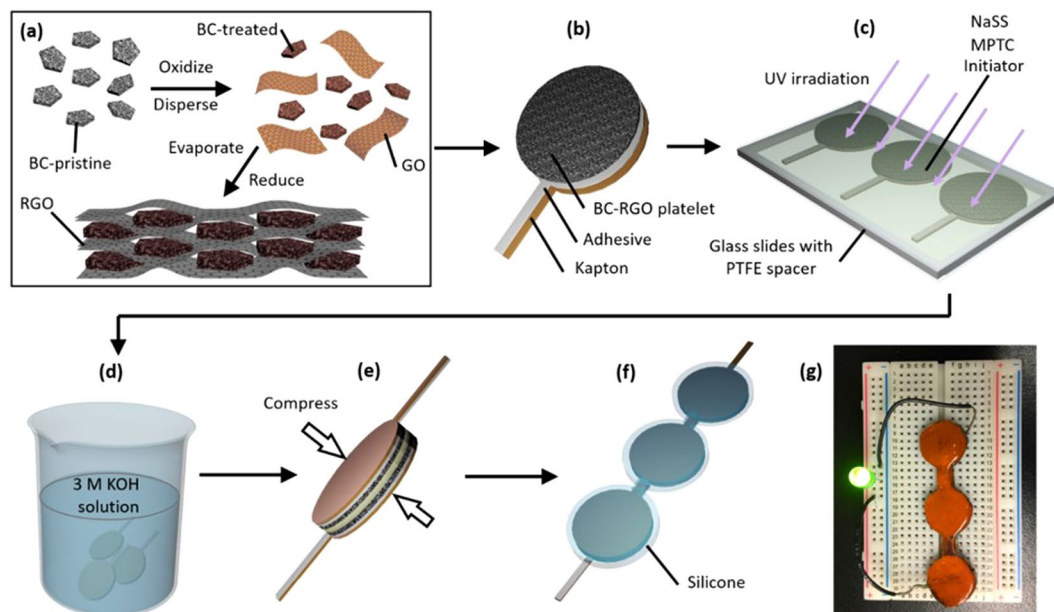 (a)
BC-treated
Oxidize
Disperse
BC-pristine
Evaporate
GO
Reduce
RGO
(b)
BC-RGO platelet
Adhesive
Kapton
(c)
NaSS
MPTC
Initiator
UV irradiation
Glass slides with
PTFE spacer
(d)
3 M KOH
solution
(e)
Compress
(f)
Silicone
(g)